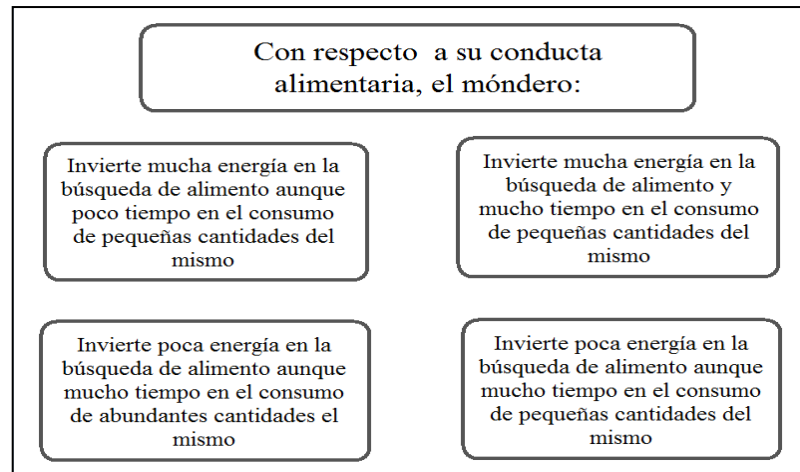 Con respecto a su conducta
alimentaria, el móndero:
Invierte mucha energía en la
búsqueda de alimento aunque
poco tiempo en el consumo
de pequeñas cantidades del
mismo
Invierte mucha energía en la
búsqueda de alimento y
mucho tiempo en el consumo
de pequeñas cantidades del
mismo
Invierte poca energía en la
búsqueda de alimento aunque
mucho tiempo en el consumo
de abundantes cantidades el
mismo
Invierte poca energía en la
búsqueda de alimento aunque
mucho tiempo en el consumo
de pequeñas cantidades del
mismo